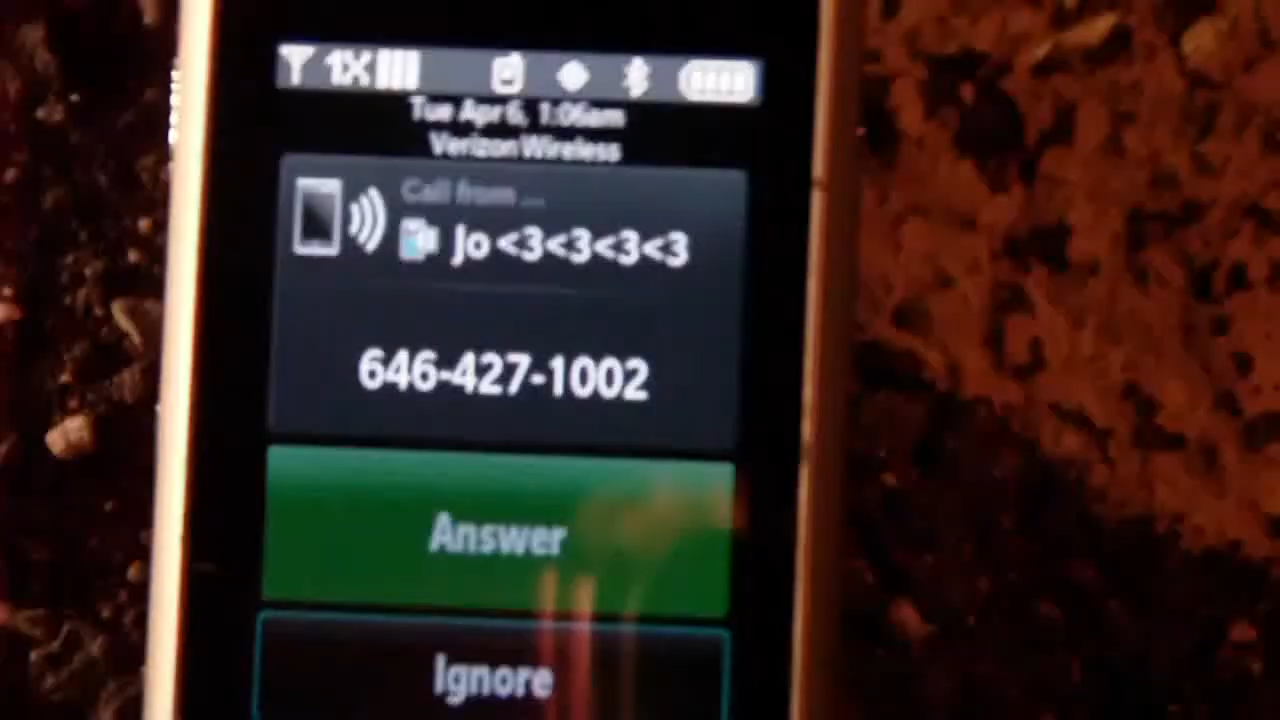 1X
Tue Apr 6, 1:06am
Verizon Wireless
Call from ...
Jo <3<3<3<3
646-427-1002
Answer
Ignore